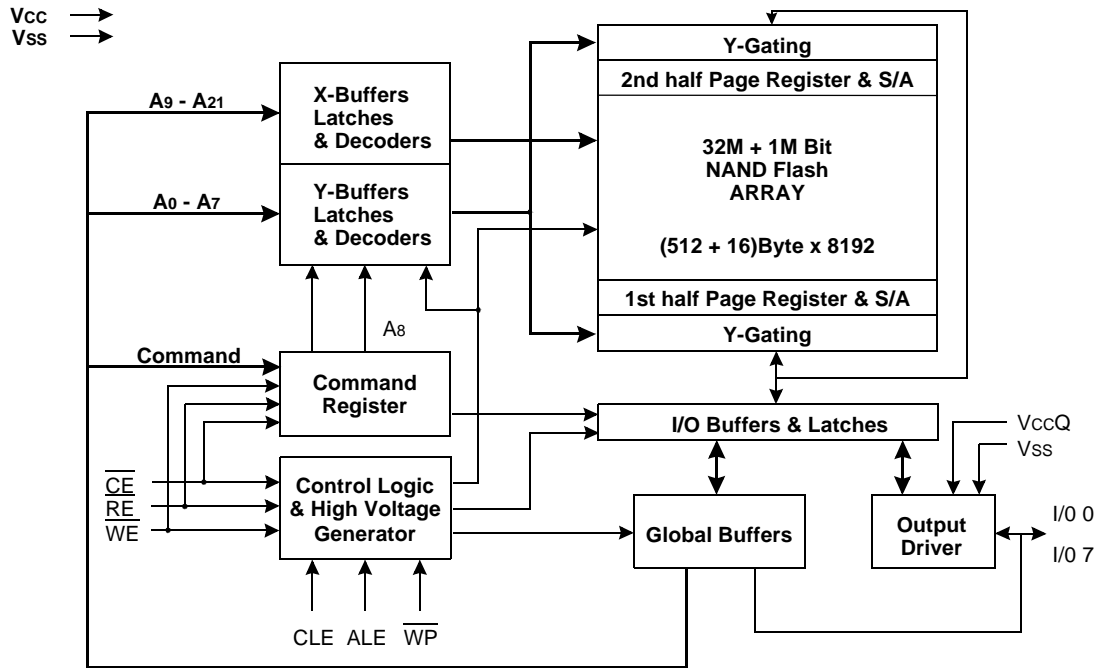 VCC
VSS
A9 - A21
X-Buffers
Latches
& Decoders
A0 - A7
Y-Buffers
Latches
& Decoders
A8
Command
Command
Register
CE
RE
WE
Control Logic
& High Voltage
Generator
CLE ALE WP
Y-Gating
2nd half Page Register & S/A
32M + 1M Bit
NAND Flash
ARRAY
(512 + 16)Byte x 8192
1st half Page Register & S/A
Y-Gating
I/O Buffers & Latches
VCCQ
VSS
Global Buffers
Output
Driver
I/0 0
I/0 7